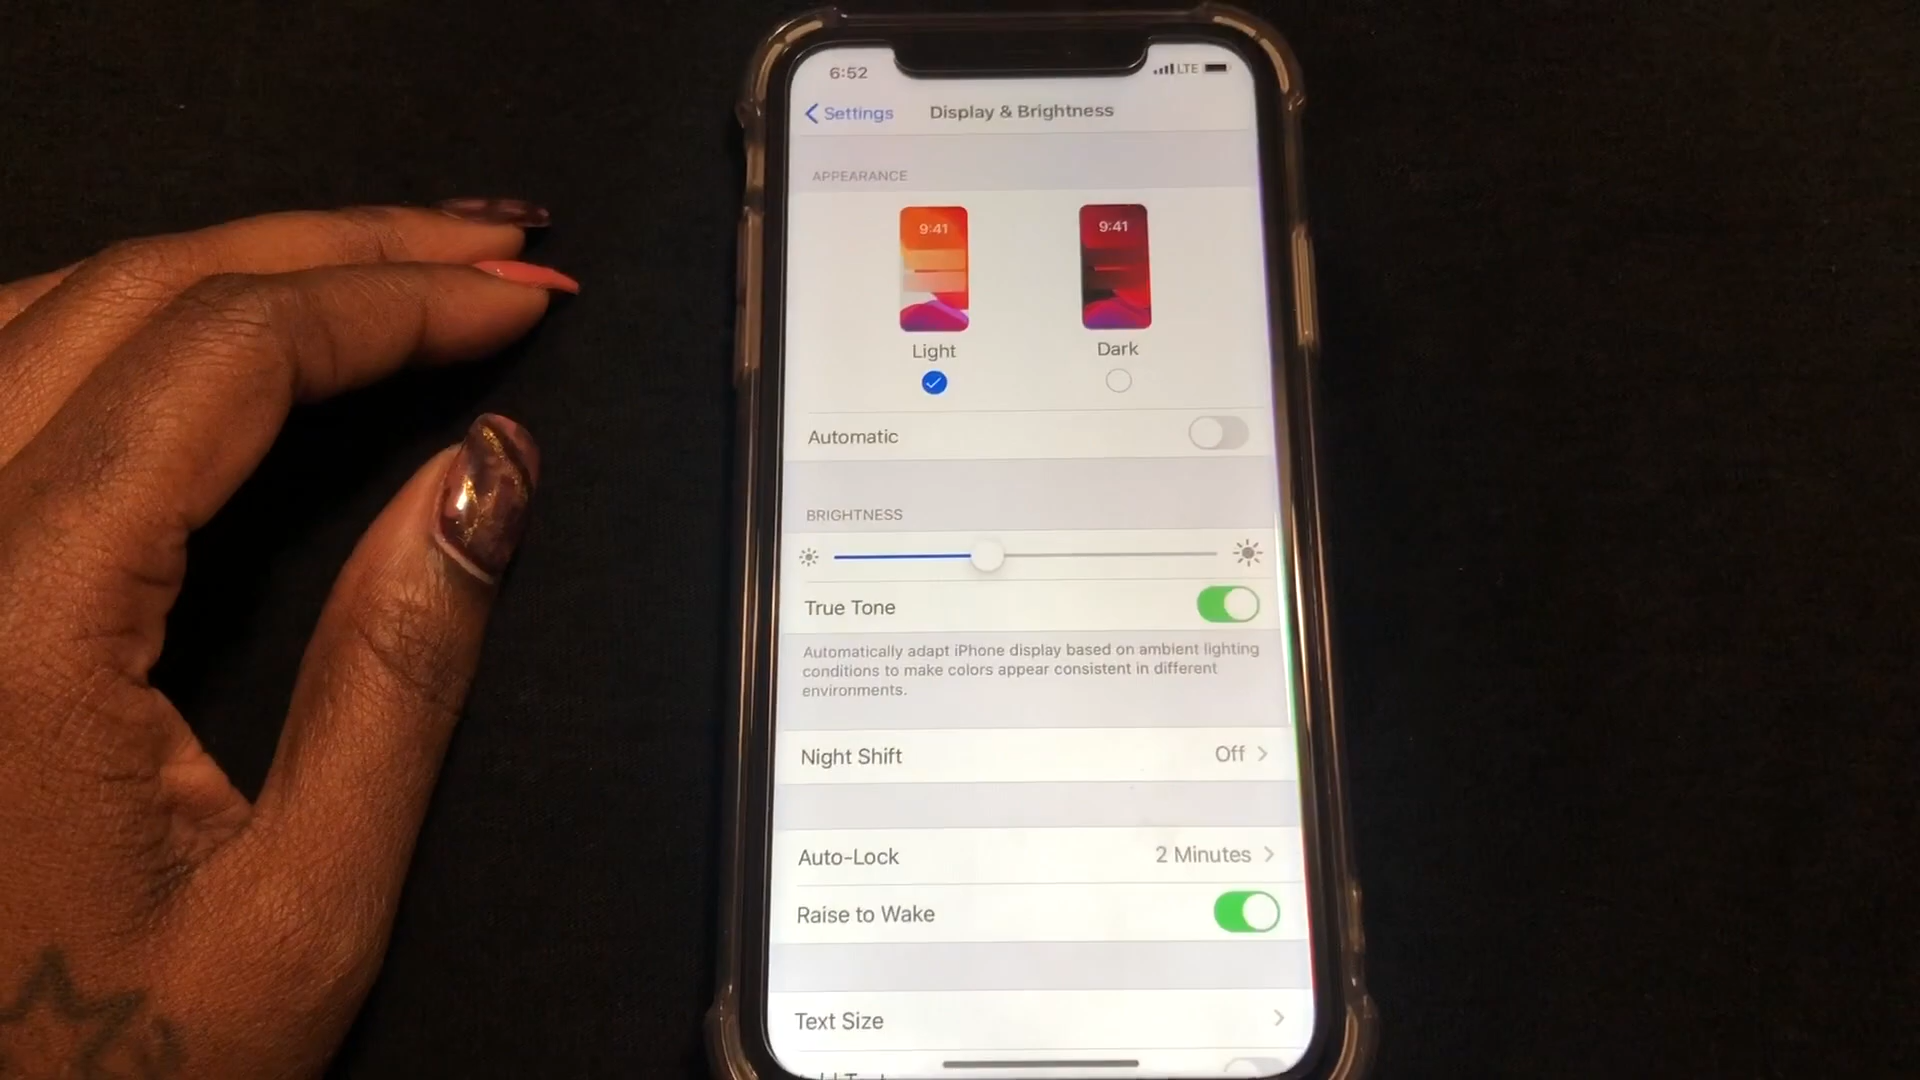 6:52
LTE
Settings
Display & Brightness
APPEARANCE
9:41
9:41
Light
Dark
Automatic
BRIGHTNESS
True Tone
Automatically adapt iPhone display based on ambient lighting
conditions to make colors appear consistent in different
environments.
Night Shift
Off
Auto-Lock
2 Minutes
Raise to Wake
Text Size